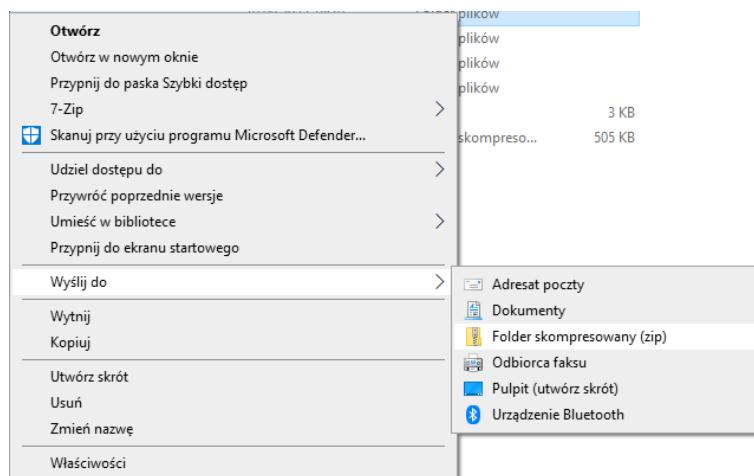 plików
Otwórz
plików
Otwórz w nowym oknie
plików
Przypnij do paska Szybki dostęp
plików
7-Zip
3 KB
Skanuj przy użyciu programu Microsoft Defender...
skompreso... 505 KB
Udziel dostępu do
Przywróć poprzednie wersje
Umieść w bibliotece
Przypnij do ekranu startowego
Wyślij do
Adresat poczty
Dokumenty
Folder skompresowany (zip)
Odbiorca faksu
Pulpit (utwórz skrót)
Urządzenie Bluetooth
Wytnij
Kopiuj
Utwórz skrót
Usuń
Zmień nazwę
Właściwości